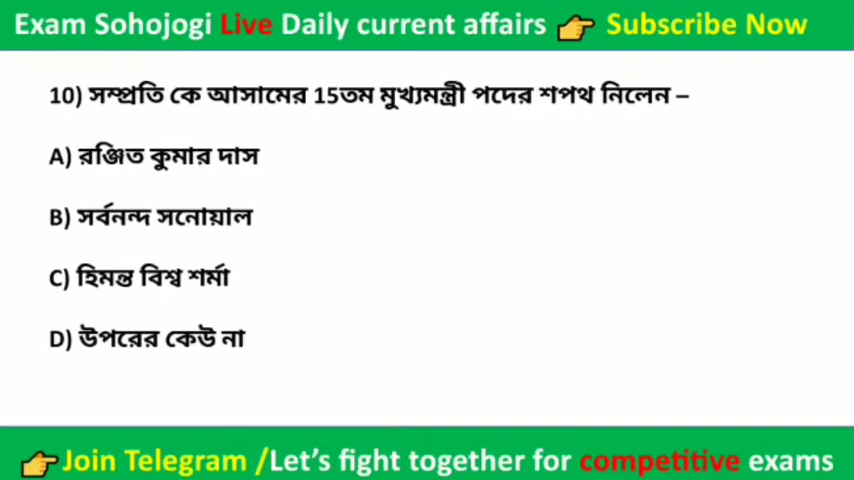 Exam Sohojogi Live Daily current affairs 👉 Subscribe Now
10) সম্প্রতি কে আসামের 15তম মুখ্যমন্ত্রী পদের শপথ নিলেন –
A) রঞ্জিত কুমার দাস
B) সর্বনন্দ সনোয়াল
C) হিমন্ত বিশ্ব শর্মা
D) উপরের কেউ না
👉Join Telegram /Let's fight together for competitive exams